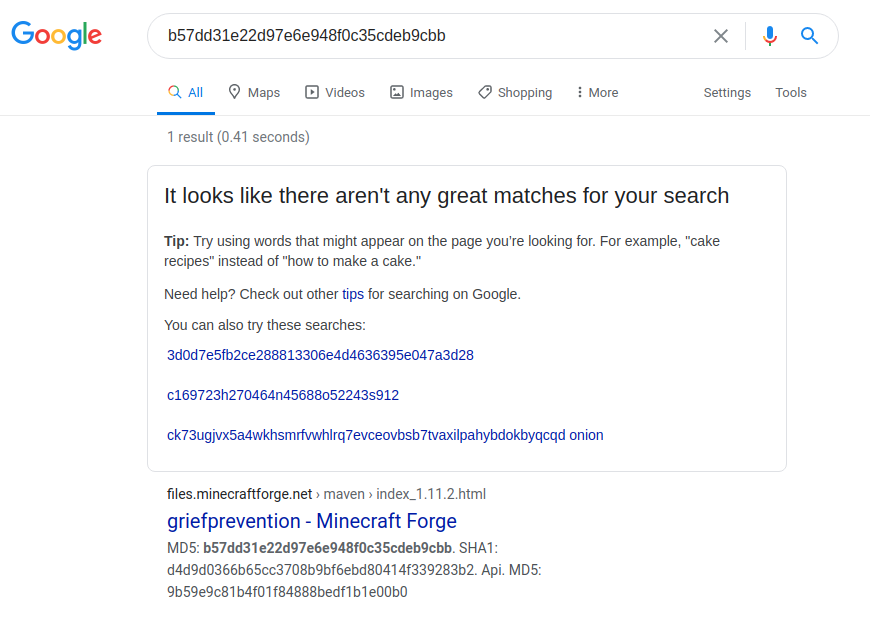 Google
b57dd31e22d97e6e948f0c35cdeb9cbb
All Maps Videos Images Shopping More Settings Tools
1 result (0.41 seconds)
It looks like there aren't any great matches for your search
Tip: Try using words that might appear on the page you're looking for. For example, "cake
recipes" instead of "how to make a cake."
Need help? Check out other tips for searching on Google.
You can also try these searches:
3d0d7e5fb2ce288813306e4d4636395e047a3d28
c169723h270464n45688o52243s912
ck73ugjvx5a4wkhsmrfvwhlrq7evceovbsb7tvaxilpahybdokbyqcqd onion
files.minecraftforge.net › maven › index_1.11.2.html
griefprevention - Minecraft Forge
MD5: b57dd31e22d97e6e948f0c35cdeb9cbb. SHA1:
d4d9d0366b65cc3708b9bf6ebd80414f339283b2. Api. MD5:
9b59e9c81b4f01f84888bedf1b1e00b0